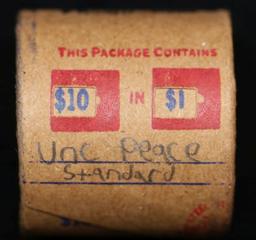 THIS PACKAGE CONTAINS
$10 IN $1
Unc Peace
Standard